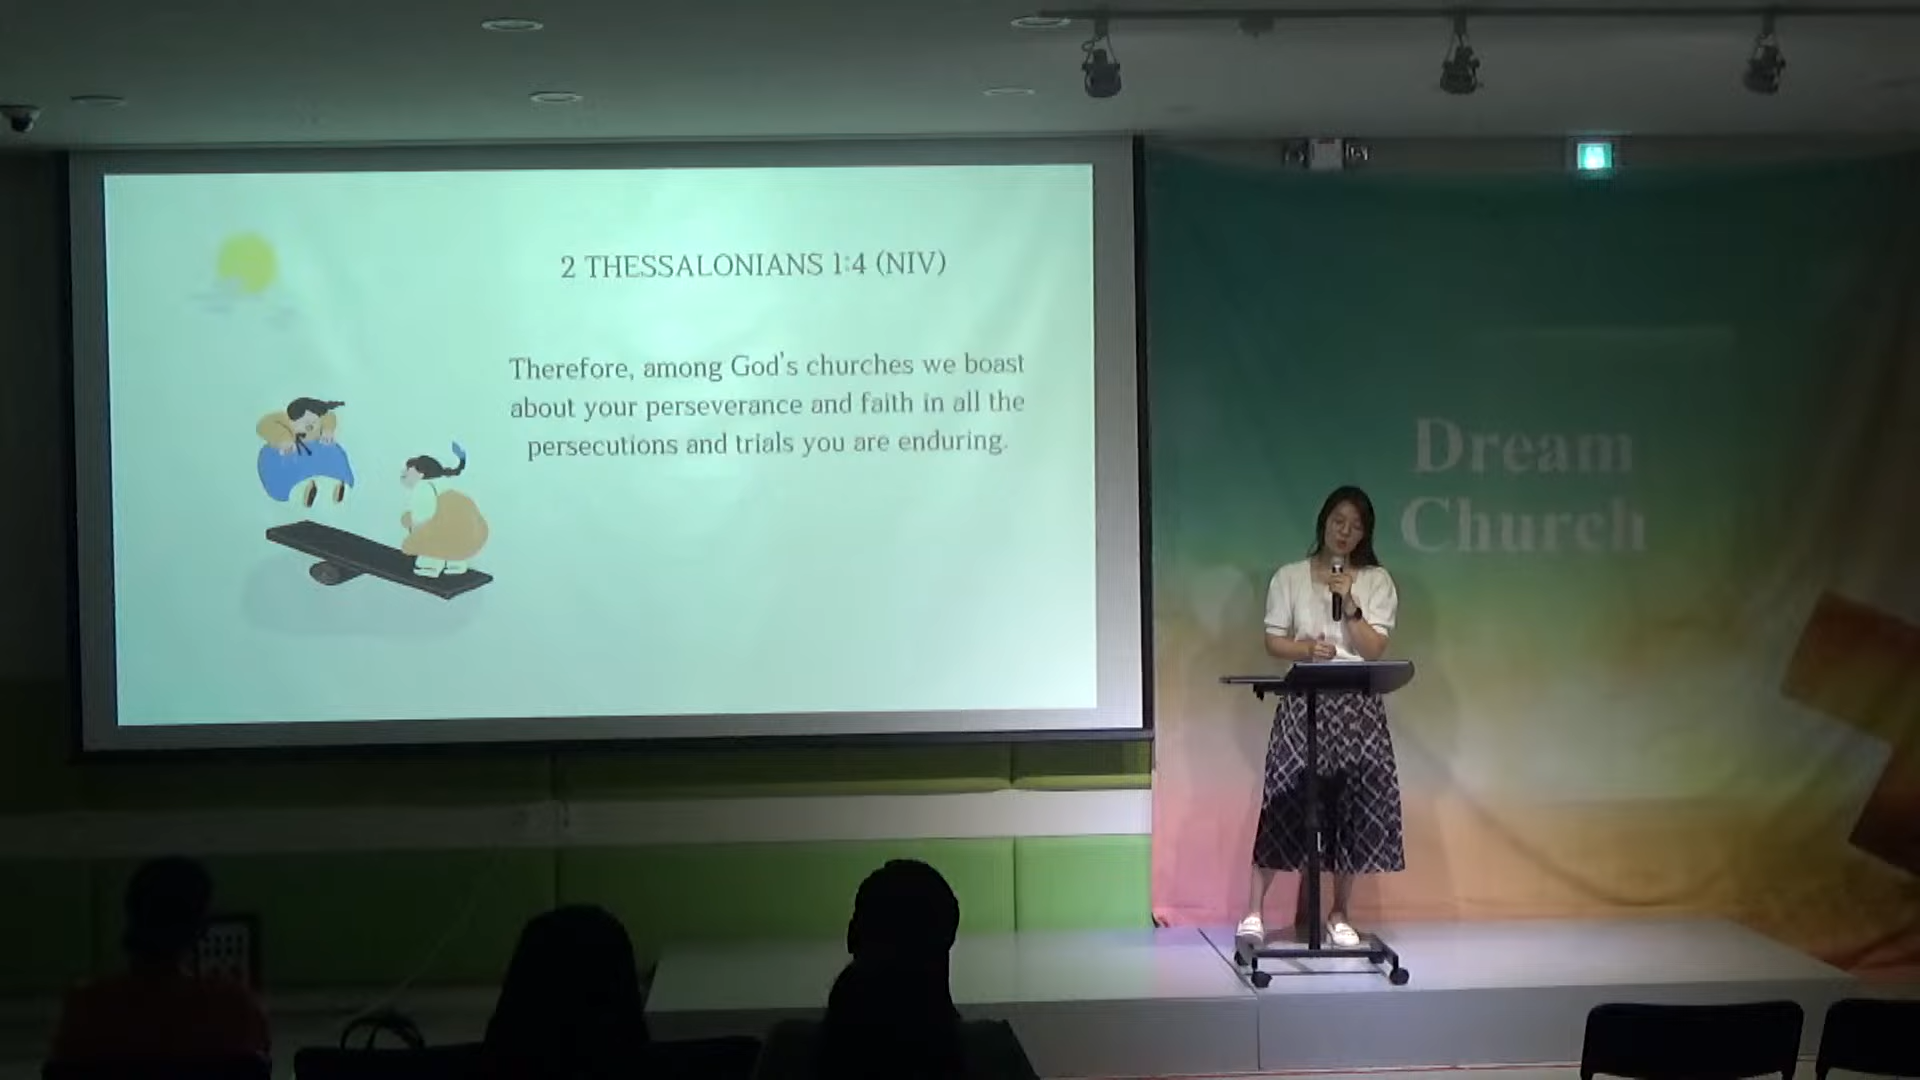 2 THESSALONIANS 1:4 (NIV)
Therefore, among God's churches we boast
about your perseverance and faith in all the
persecutions and trials you are enduring.
Dream
Church